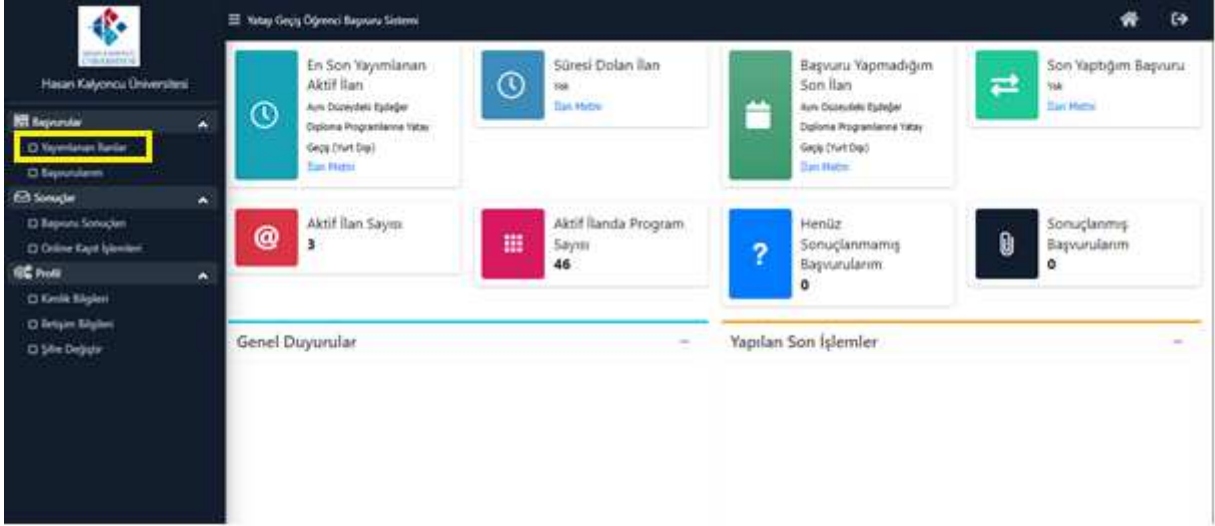 Yatay Geçiş Öğrenci Başvuru Sistemi
Hasan Kalyoncu Üniversitesi
Başvurular
Yayımlanan İlanlar
Başvurularım
Sonuçlar
Başvuru Sonuçları
Online Kayıt İşlemleri
Profil
Kimlik Bilgileri
İletişim Bilgileri
Şifre Değiştir
En Son Yayımlanan
Aktif İlan
Aynı Düzeydeki Eşdeğer
Diploma Programlarına Yatay
Geçiş (Yurt Dışı)
İlan Metni
Süresi Dolan İlan
Yok
İlan Metni
Başvuru Yapmadığım
Son İlan
Aynı Düzeydeki Eşdeğer
Diploma Programlarına Yatay
Geçiş (Yurt Dışı)
İlan Metni
Son Yaptığım Başvuru
Yok
İlan Metni
@
Aktif İlan Sayısı
3
Aktif İlanda Program
Sayısı
46
?
Henüz
Sonuçlanmamış
Başvurularım
0
Sonuçlanmış
Başvurularım
0
Genel Duyurular
Yapılan Son İşlemler